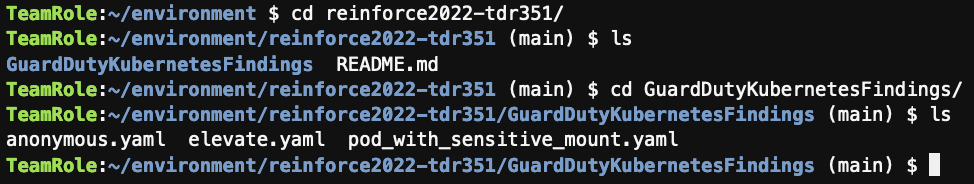 TeamRole:~/environment $ cd reinforce2022-tdr351/
TeamRole:~/environment/reinforce2022-tdr351 (main) $ ls
GuardDutyKubernetesFindings  README.md
TeamRole:~/environment/reinforce2022-tdr351 (main) $ cd GuardDutyKubernetesFindings/
TeamRole:~/environment/reinforce2022-tdr351/GuardDutyKubernetesFindings (main) $ ls
anonymous.yaml  elevate.yaml  pod_with_sensitive_mount.yaml
TeamRole:~/environment/reinforce2022-tdr351/GuardDutyKubernetesFindings (main) $